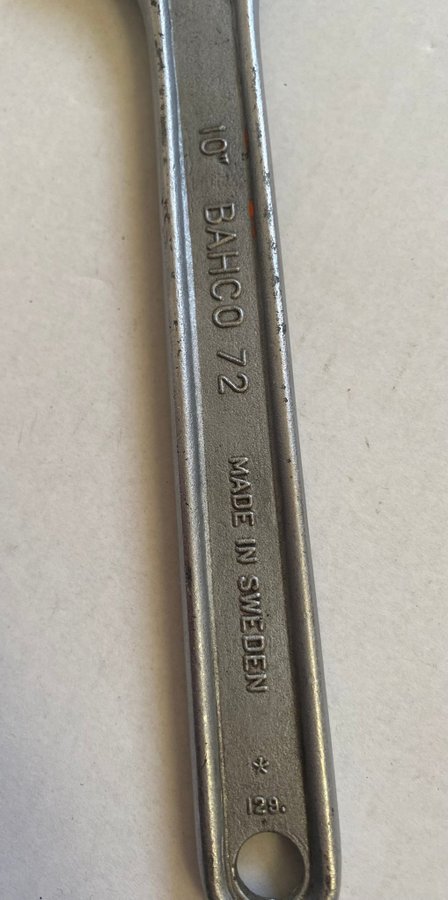 10" BAHCO 72
MADE IN SWEDEN
*
129.